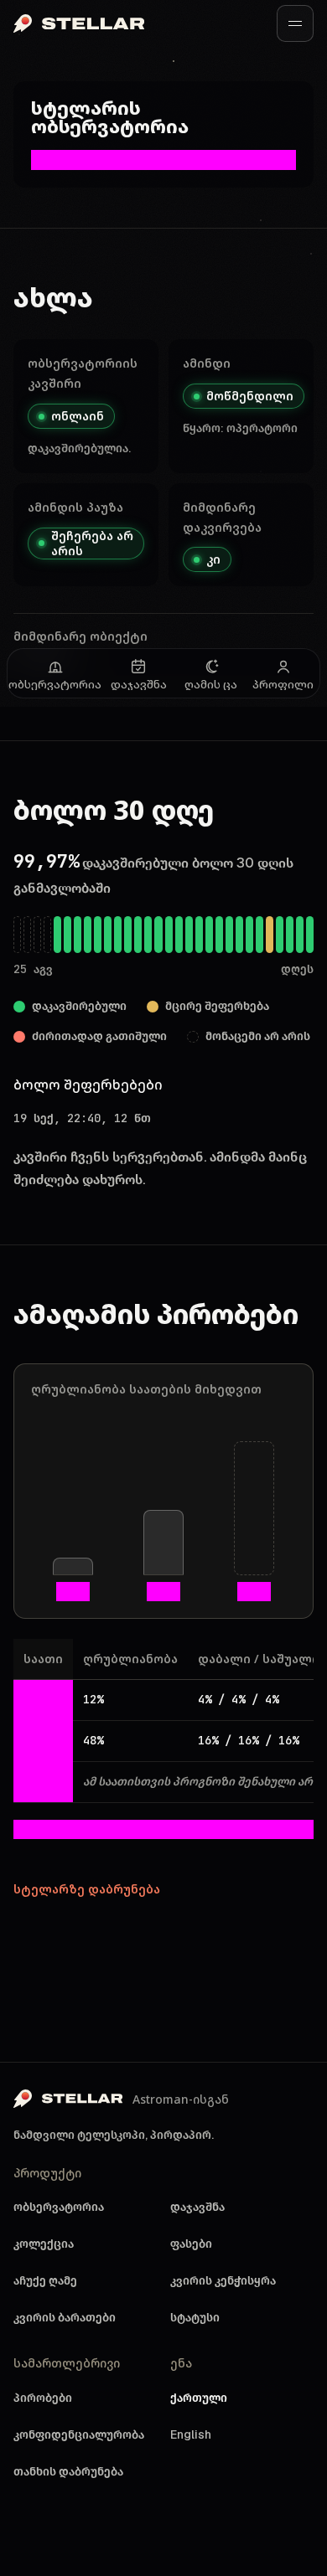 STELLAR
სტელარის
ობსერვატორია
ახლა
ობსერვატორიის
კავშირი
ონლაინ
დაკავშირებულია.
ამინდი
მოწმენდილი
წყარო: ოპერატორი
ამინდის პაუზა
შეჩერება არ
არის
მიმდინარე
დაკვირვება
კი
მიმდინარე ობიექტი
ობსერვატორია
დაჯავშნა
ღამის ცა
პროფილი
ბოლო 30 დღე
99,97% დაკავშირებული ბოლო 30 დღის
განმავლობაში
25 აგვ
დღეს
დაკავშირებული
მცირე შეფერხება
ძირითადად გათიშული
მონაცემი არ არის
ბოლო შეფერხებები
19 სექ, 22:40, 12 წთ
კავშირი ჩვენს სერვერებთან. ამინდმა მაინც
შეიძლება დახუროს.
ამაღამის პირობები
ღრუბლიანობა საათების მიხედვით
საათი ღრუბლიანობა დაბალი / საშუალ
12% 4% / 4% / 4%
48% 16% / 16% / 16%
ამ საათისთვის პროგნოზი შენახული არ
სტელარზე დაბრუნება
STELLAR Astroman-ისგან
ნამდვილი ტელესკოპი, პირდაპირ.
პროდუქტი
ობსერვატორია
დაჯავშნა
კოლექცია
ფასები
აჩუქე ღამე
კვირის კენჭისყრა
კვირის ბარათები
სტატუსი
სამართლებრივი
ენა
პირობები
ქართული
კონფიდენციალურობა
English
თანხის დაბრუნება